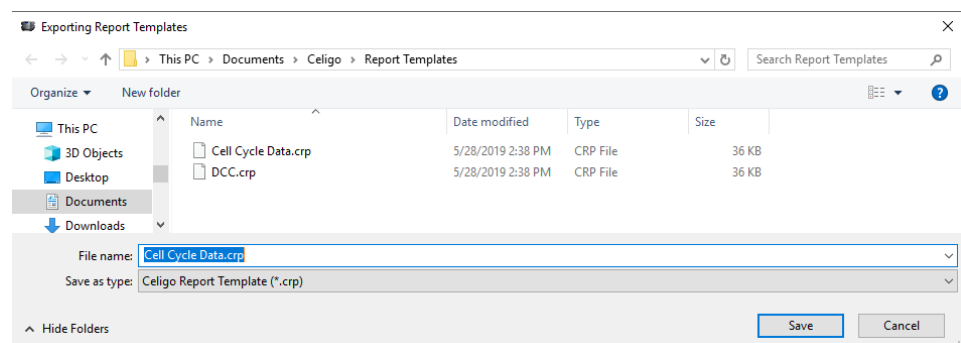 Exporting Report Templates
This PC > Documents > Celigo > Report Templates
Search Report Templates
Organize New folder
Name Date modified Type Size
This PC
3D Objects
Desktop
Documents
Downloads
Cell Cycle Data.crp 5/28/2019 2:38 PM CRP File 36 KB
DCC.crp 5/28/2019 2:38 PM CRP File 36 KB
File name: Cell Cycle Data.crp
Save as type: Celigo Report Template (*.crp)
Hide Folders Save Cancel